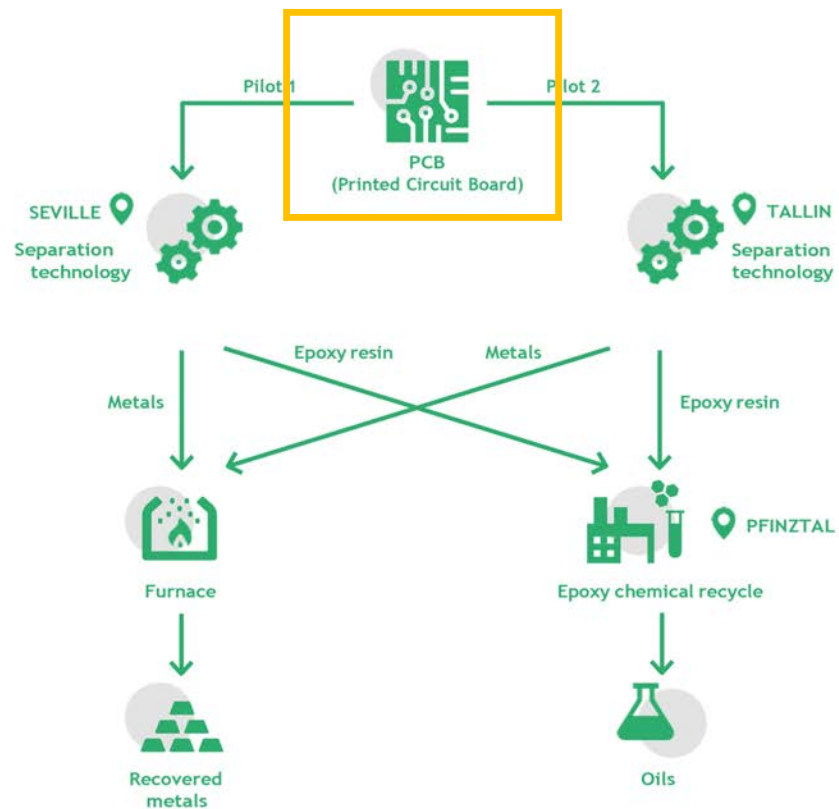 Pilot 1
Pilot 2
PCB
(Printed Circuit Board)
SEVILLE
Separation
technology
TALLIN
Separation
technology
Epoxy resin
Metals
Metals
Epoxy resin
PFINZTAL
Furnace
Epoxy chemical recycle
Recovered
metals
Oils